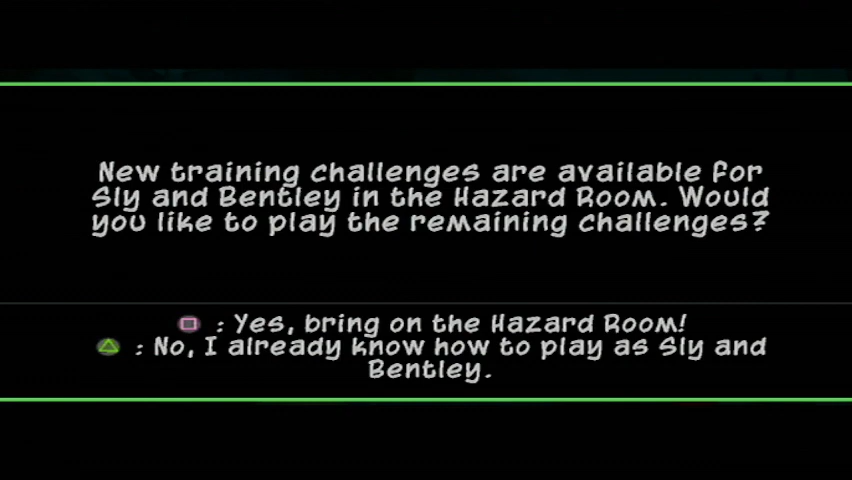 New training challenges are available for
Sly and Bentley in the Hazard Room. Would
you like to play the remaining challenges?
: Yes, bring on the Hazard Room!
: No, I already know how to play as Sly and
Bentley.